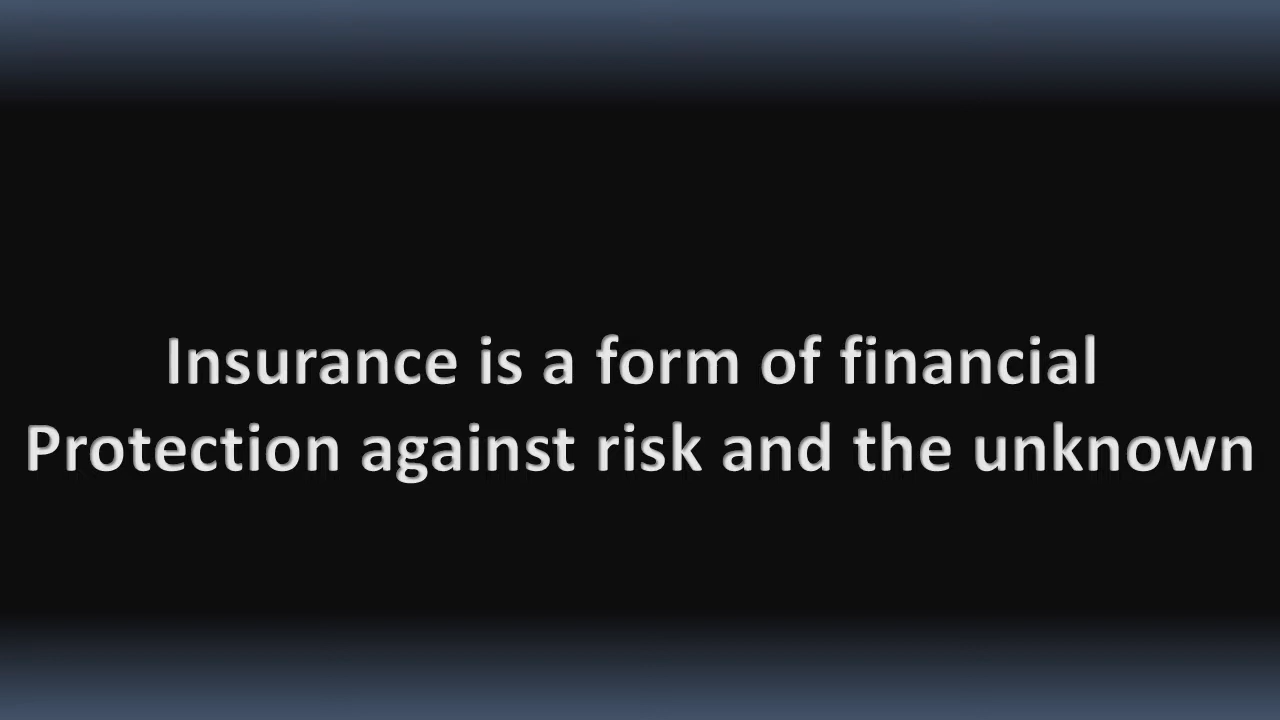 Insurance is a form of financial
Protection against risk and the unknown